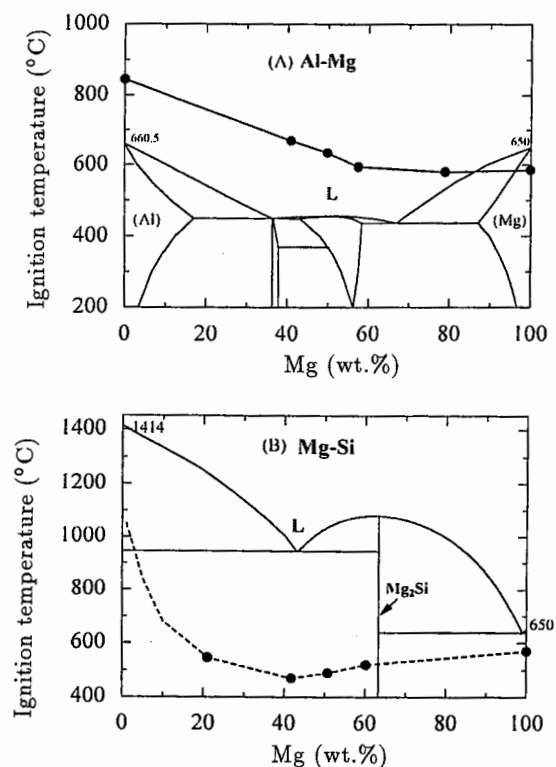 1000
(A) Al-Mg
800
660.5
650
600
L
400
(Al)
(Mg)
200
0 20 40 60 80 100
Mg (wt.%)
Ignition temperature (°C)
1400
1414
(B) Mg-Si
1200
L
1000
800
Mg₂Si
650
600
400
0 20 40 60 80 100
Mg (wt.%)
Ignition temperature (°C)